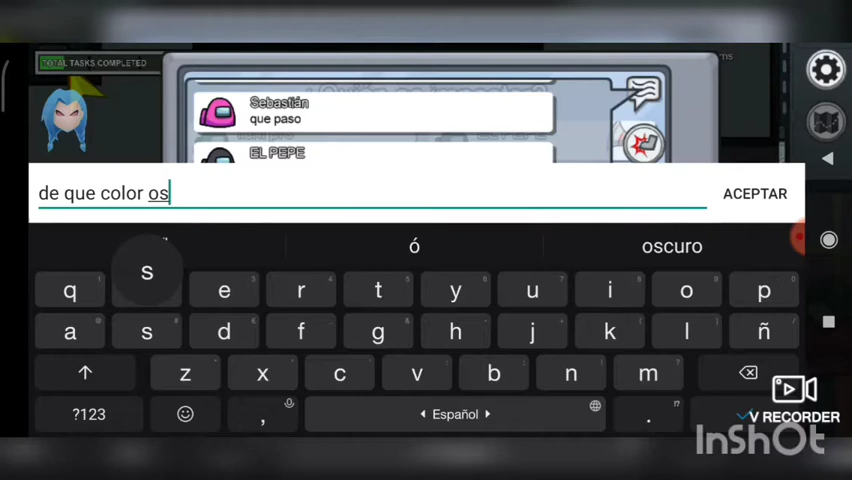 TOTAL TASKS COMPLETED
Sebastián
que paso
EL PEPE
de que color os
ACEPTAR
ó
oscuro
s
q
e
r
t
y
u
i
o
p
a
s
d
f
g
h
j
k
l
ñ
z
x
c
v
b
n
m
?123
,
Español
.
V RECORDER
InShOt